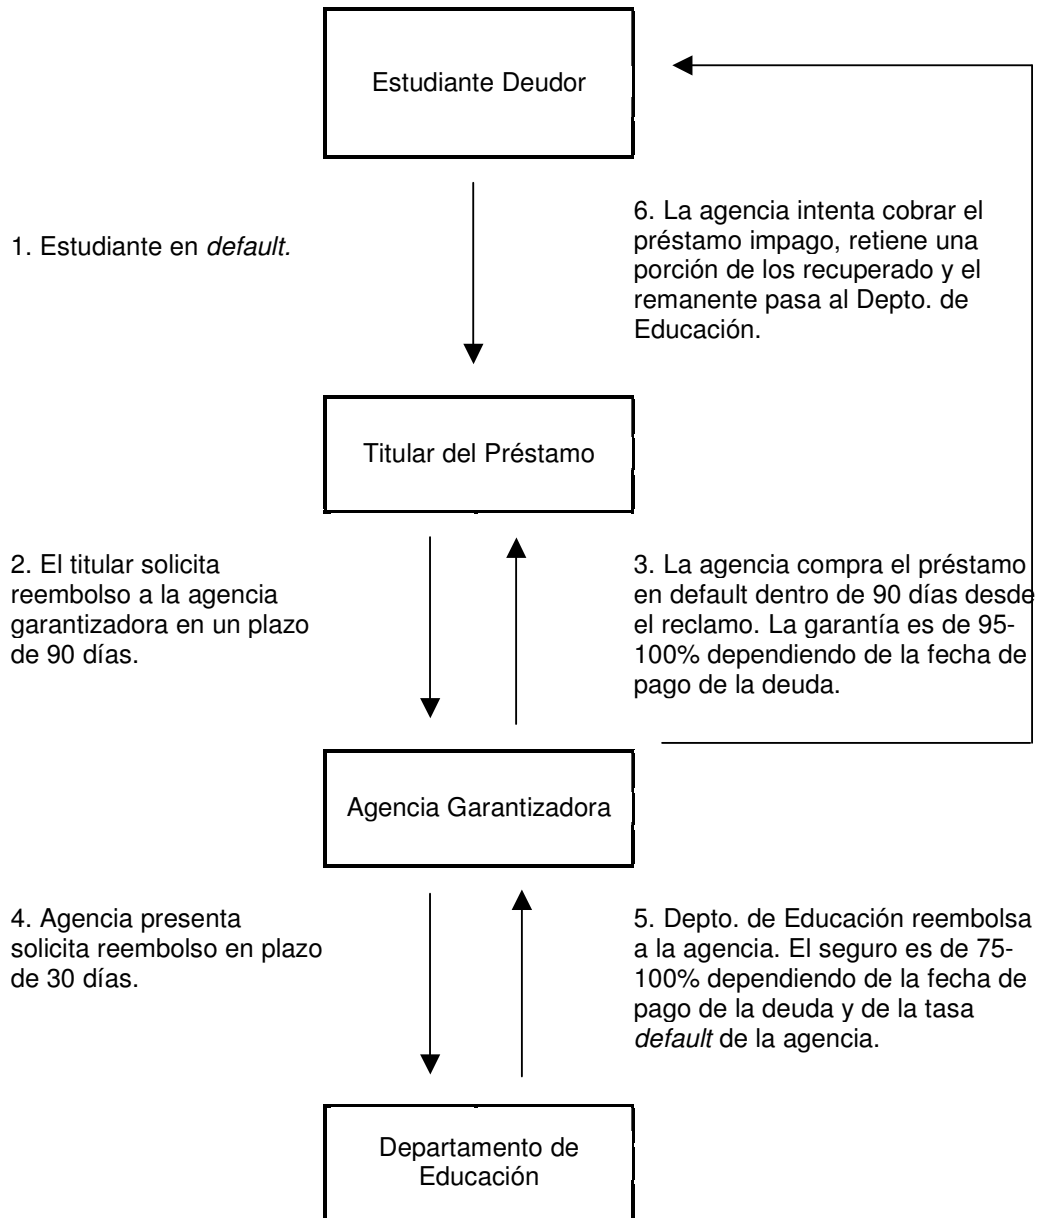 Estudiante Deudor
1. Estudiante en default.
6. La agencia intenta cobrar el
préstamo impago, retiene una
porción de los recuperado y el
remanente pasa al Depto. de
Educación.
Titular del Préstamo
2. El titular solicita
reembolso a la agencia
garantizadora en un plazo
de 90 días.
3. La agencia compra el préstamo
en default dentro de 90 días desde
el reclamo. La garantía es de 95-
100% dependiendo de la fecha de
pago de la deuda.
Agencia Garantizadora
4. Agencia presenta
solicita reembolso en plazo
de 30 días.
5. Depto. de Educación reembolsa
a la agencia. El seguro es de 75-
100% dependiendo de la fecha de
pago de la deuda y de la tasa
default de la agencia.
Departamento de
Educación